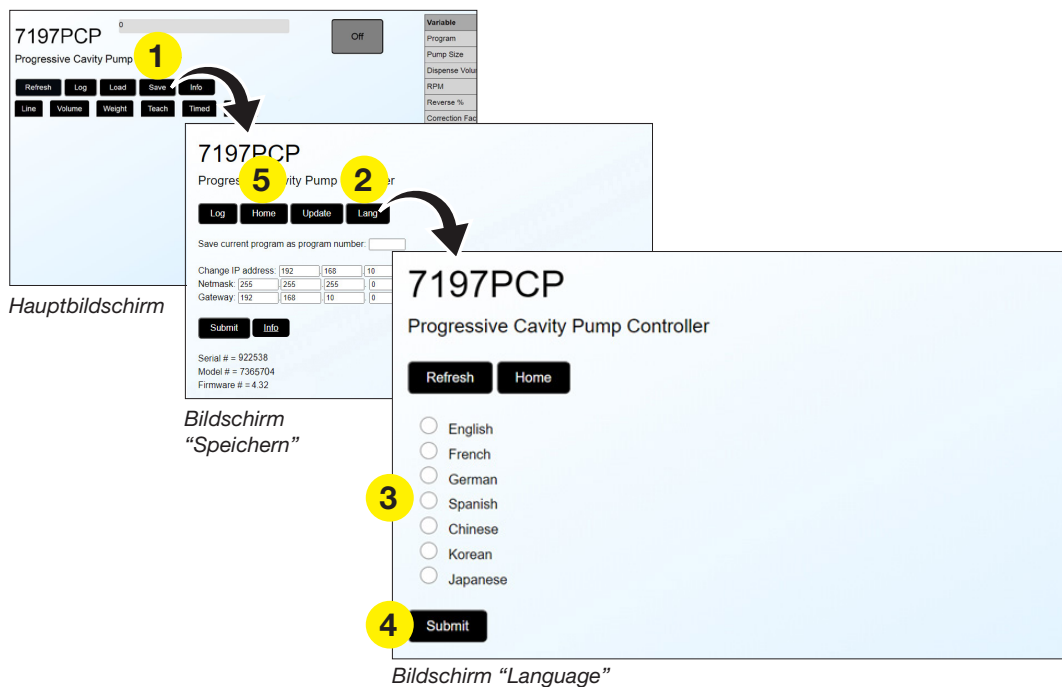 7197PCP
0
Off
Progressive Cavity Pump
1
Refresh Log Load Save Info
Line Volume Weight Teach Timed
Variable
Program
Pump Size
Dispense
RPM
Reverse %
Correction
Hauptbildschirm
7197PCP
5 2
Log Home Update Lang
Save current program as program number:
Change IP address: 192 168 10
Netmask: 255 255 255 0
Gateway: 192 168 10 0
Submit Info
Serial # = 922538
Model # = 7365704
Firmware # = 4.32
Bildschirm
“Speichern”
7197PCP
Progressive Cavity Pump Controller
Refresh Home
English
French
German
3
Spanish
Chinese
Korean
Japanese
4
Submit
Bildschirm “Language”